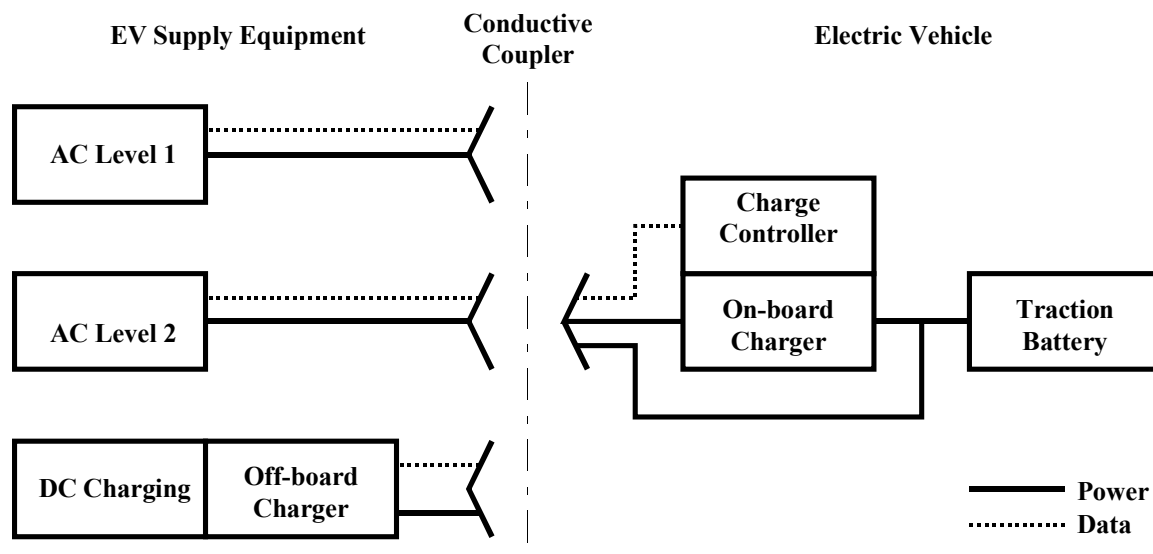 EV Supply Equipment
Conductive
Coupler
Electric Vehicle
AC Level 1
Charge
Controller
AC Level 2
On-board
Charger
Traction
Battery
DC Charging
Off-board
Charger
Power
Data